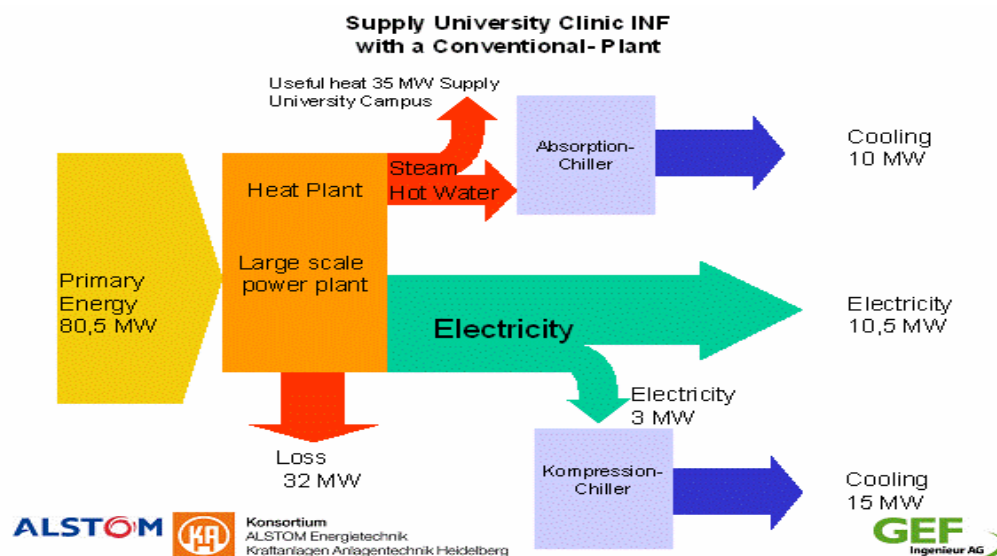 Supply University Clinic INF
with a Conventional- Plant
Useful heat 35 MW Supply
University Campus
Absorption-
Chiller
Cooling
10 MW
Steam
Hot Water
Heat Plant
Large scale
power plant
Primary
Energy
80,5 MW
Electricity
Electricity
10,5 MW
Electricity
3 MW
Loss
32 MW
Kompression-
Chiller
Cooling
15 MW
ALSTOM
KA
Konsortium
ALSTOM Energietechnik
Kraftanlagen Anlagentechnik Heidelberg
GEF
Ingenieur AG